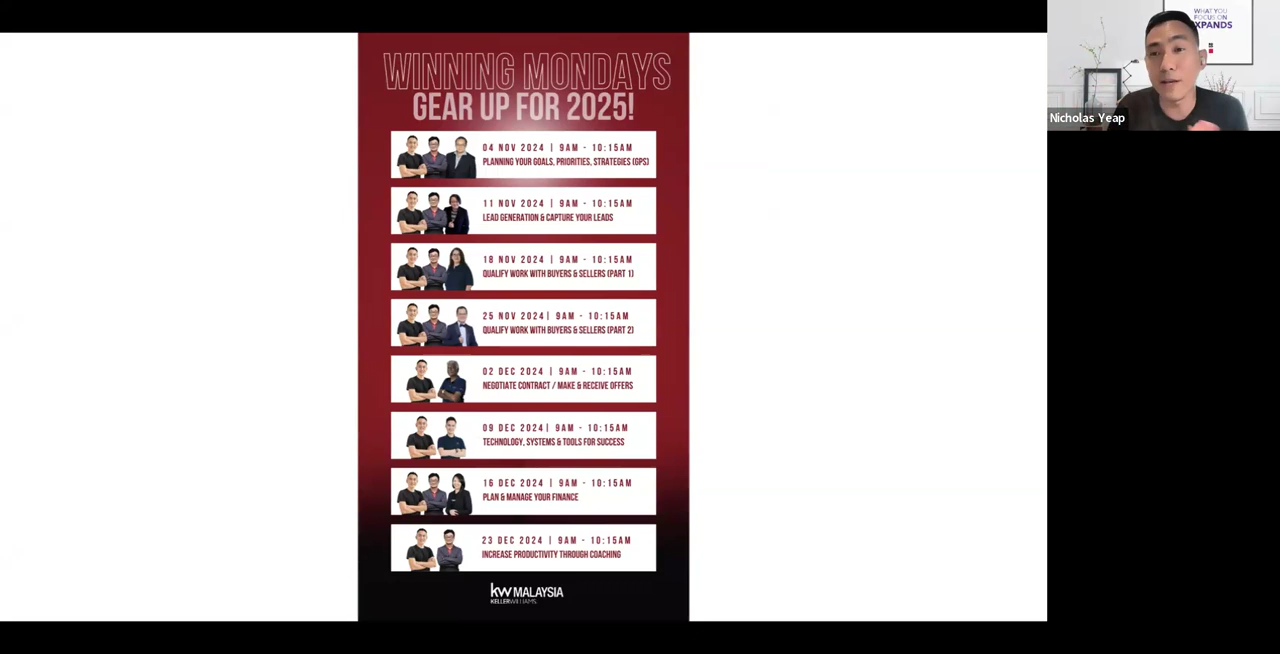 WINNING MONDAYS
GEAR UP FOR 2025!
04 NOV 2024 | 9AM - 10:15AM
PLANNING YOUR GOALS, PRIORITIES, STRATEGIES (GPS)
11 NOV 2024 | 9AM - 10:15AM
LEAD GENERATION & CAPTURE YOUR LEADS
18 NOV 2024 | 9AM - 10:15AM
QUALIFY WORK WITH BUYERS & SELLERS (PART 1)
25 NOV 2024| 9AM - 10:15AM
QUALIFY WORK WITH BUYERS & SELLERS (PART 2)
02 DEC 2024 | 9AM - 10:15AM
NEGOTIATE CONTRACT / MAKE & RECEIVE OFFERS
09 DEC 2024| 9AM - 10:15AM
TECHNOLOGY, SYSTEMS & TOOLS FOR SUCCESS
16 DEC 2024 | 9AM - 10:15AM
PLAN & MANAGE YOUR FINANCE
23 DEC 2024 | 9AM - 10:15AM
INCREASE PRODUCTIVITY THROUGH COACHING
kw MALAYSIA
KELLERWILLIAMS.
WHAT YOU
FOCUS ON
EXPANDS
Nicholas Yeap